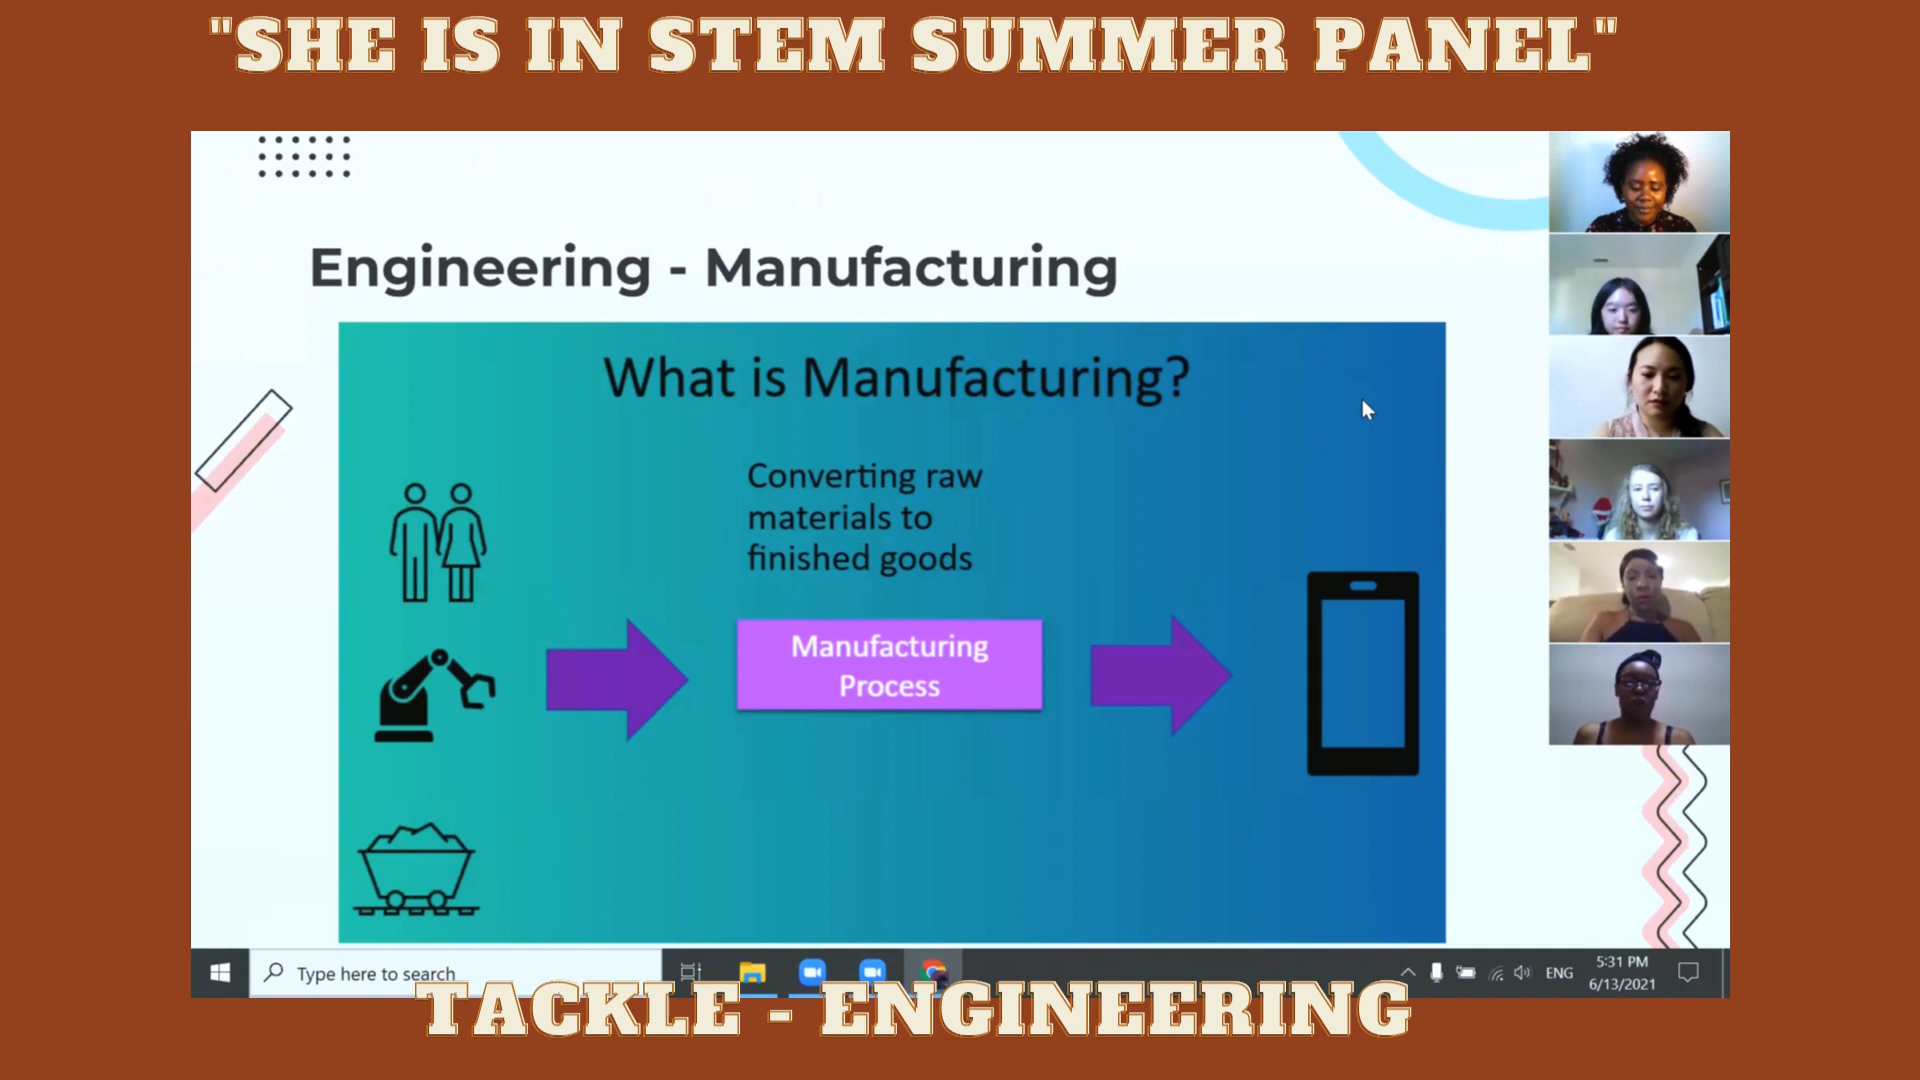 "SHE IS IN STEM SUMMER PANEL"
Engineering - Manufacturing
What is Manufacturing?
Converting raw
materials to
finished goods
Manufacturing
Process
Type here to search
ENG
5:31 PM
6/13/2021
TACKLE - ENGINEERING